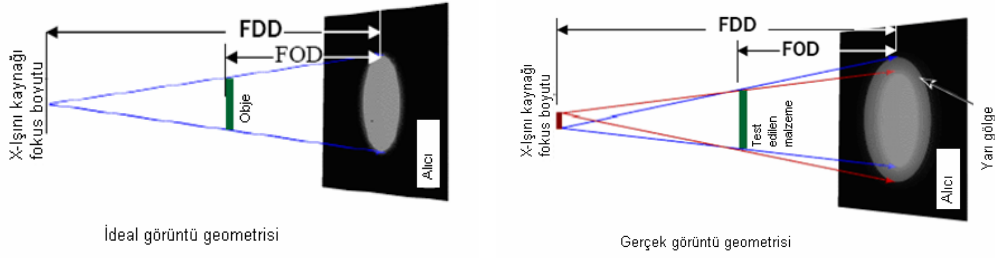 FDD
FOD
X-Işını kaynağı
fokus boyutu
Obje
Alıcı
İdeal görüntü geometrisi
FDD
FOD
X-Işını kaynağı
fokus boyutu
Test
edilen
malzeme
Alıcı
Yarı gölge
Gerçek görüntü geometrisi